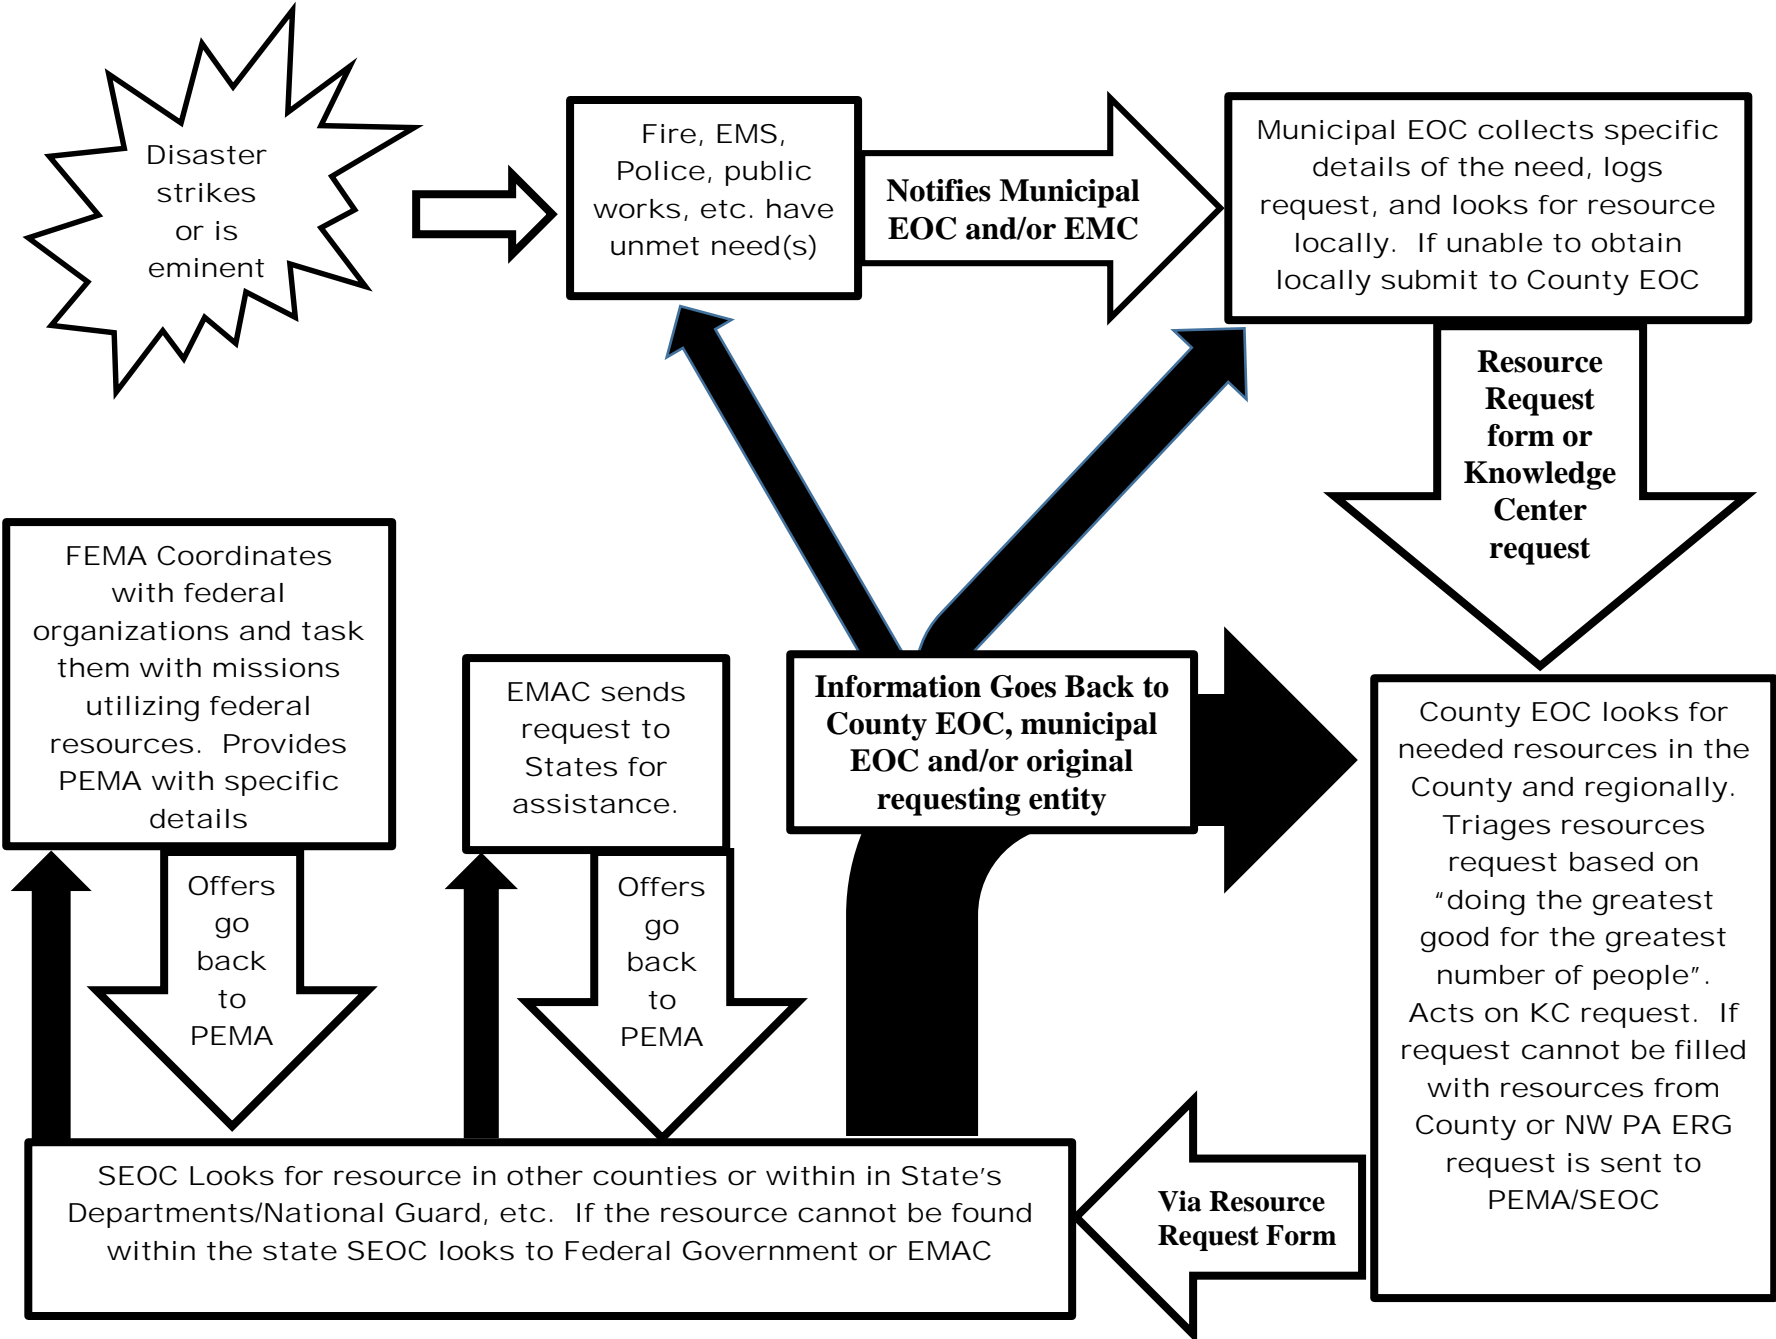 Disaster
strikes
or is
eminent
Fire, EMS,
Police, public
works, etc. have
unmet need(s)
Notifies Municipal
EOC and/or EMC
Municipal EOC collects specific
details of the need, logs
request, and looks for resource
locally.  If unable to obtain
locally submit to County EOC
Resource
Request
form or
Knowledge
Center
request
County EOC looks for
needed resources in the
County and regionally.
Triages resources
request based on
“doing the greatest
good for the greatest
number of people”.
Acts on KC request.  If
request cannot be filled
with resources from
County or NW PA ERG
request is sent to
PEMA/SEOC
Via Resource
Request Form
SEOC Looks for resource in other counties or within in State’s
Departments/National Guard, etc.  If the resource cannot be found
within the state SEOC looks to Federal Government or EMAC
FEMA Coordinates
with federal
organizations and task
them with missions
utilizing federal
resources.  Provides
PEMA with specific
details
Offers
go
back
to
PEMA
EMAC sends
request to
States for
assistance.
Offers
go
back
to
PEMA
Information Goes Back to
County EOC, municipal
EOC and/or original
requesting entity